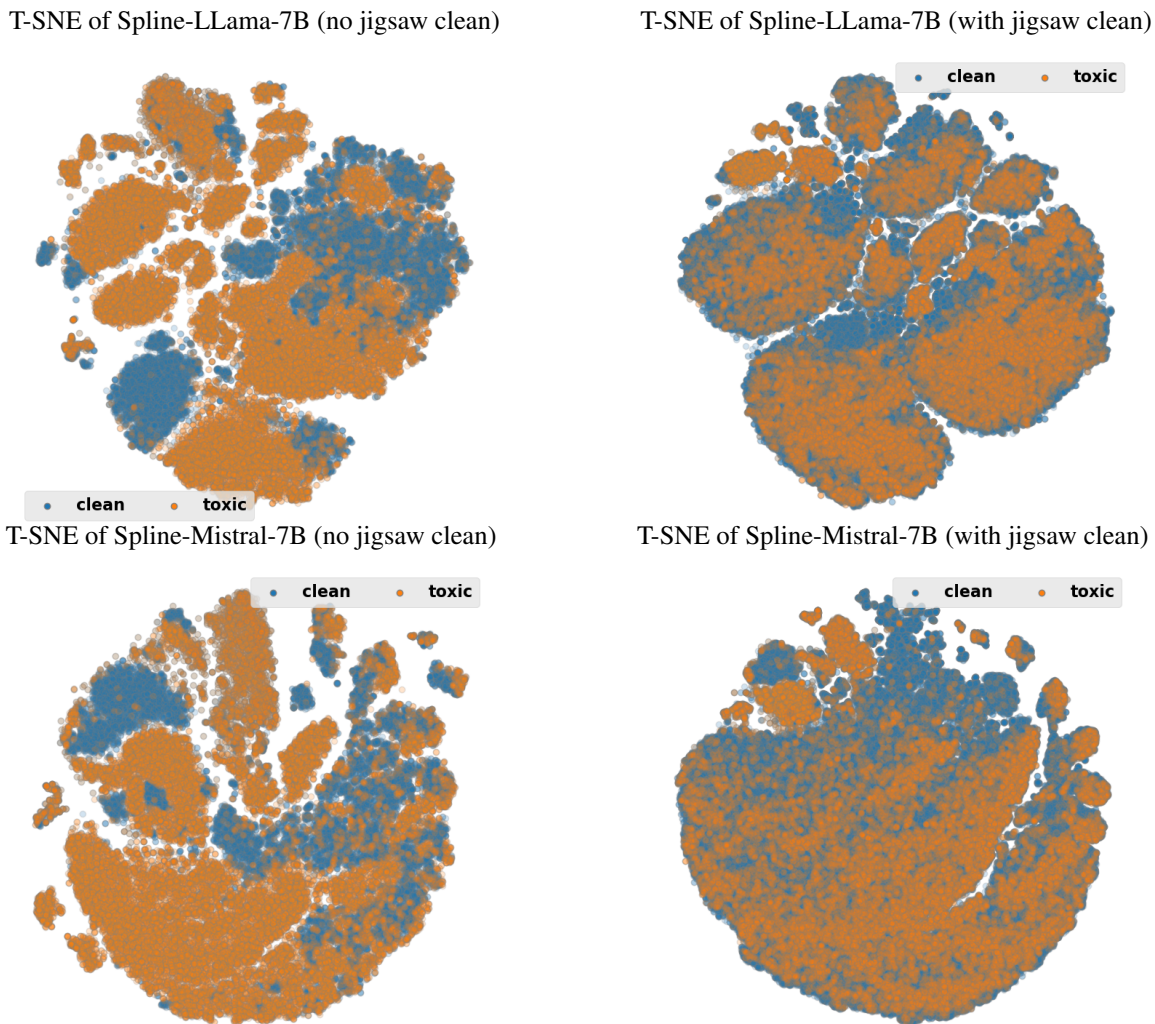 T-SNE of Spline-LLama-7B (no jigsaw clean)
T-SNE of Spline-LLama-7B (with jigsaw clean)
clean toxic
clean toxic
T-SNE of Spline-Mistral-7B (no jigsaw clean)
T-SNE of Spline-Mistral-7B (with jigsaw clean)
clean toxic
clean toxic